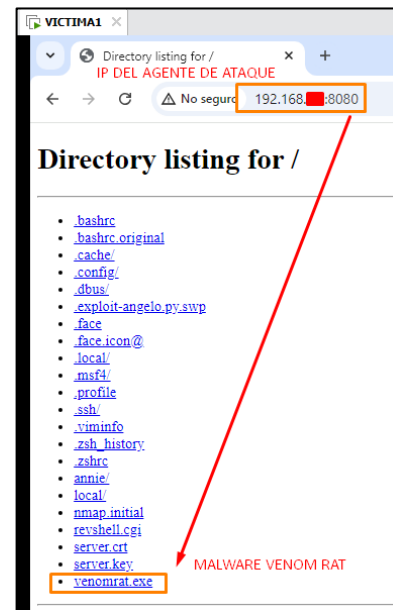 VICTIMA1
Directory listing for /
IP DEL AGENTE DE ATAQUE
No seguro 192.168. :8080
Directory listing for /
.bashrc
.bashrc.original
.cache/
.config/
.dbus/
.exploit-angelo.py.swp
.face
.face.icon@
.local/
.msf4/
.profile
.ssh/
.viminfo
.zsh_history
.zshrc
annie/
local/
nmap.initial
revshell.cgi
server.crt
server.key
MALWARE VENOM RAT
venomrat.exe